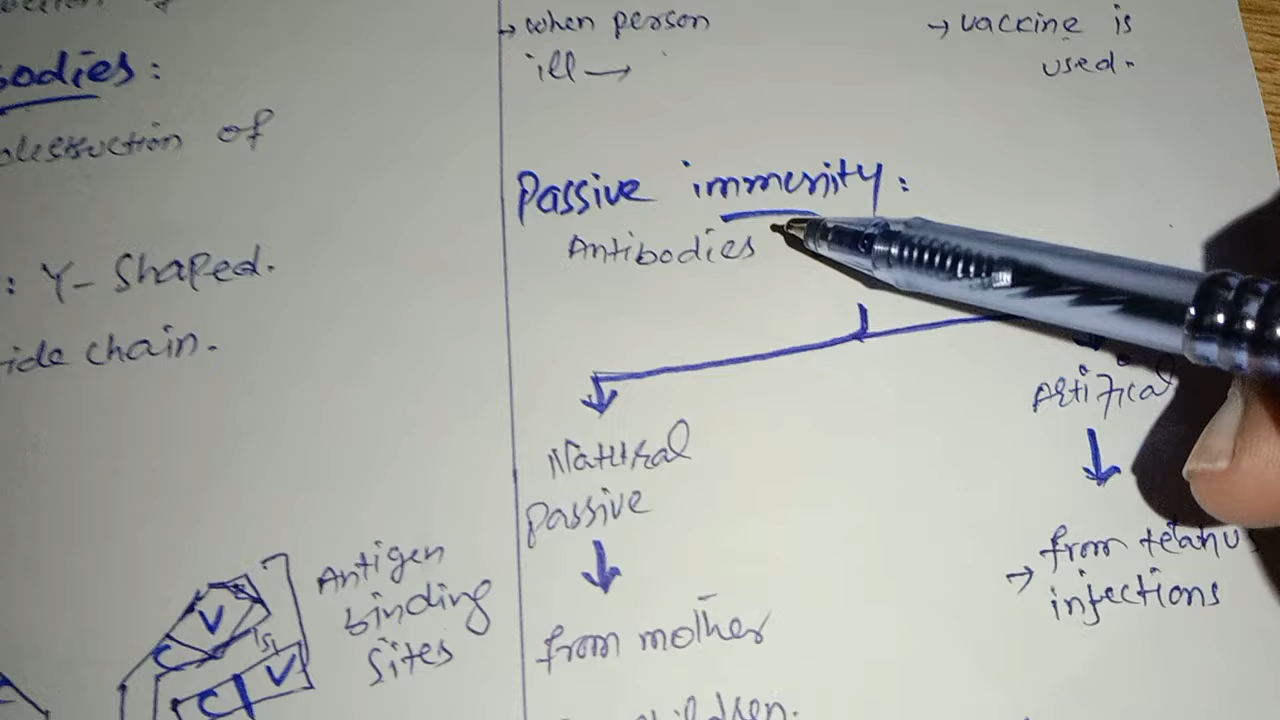 bodies:
destruction of
: Y- Shaped.
ide chain.
Antigen
binding
Sites
V
C
V
C
→ when person
ill →
→ vaccine is
used.
Passive immunity:
Antibodies
Natural
Passive
from mother
children.
Artifical
→ from tetanus
injections